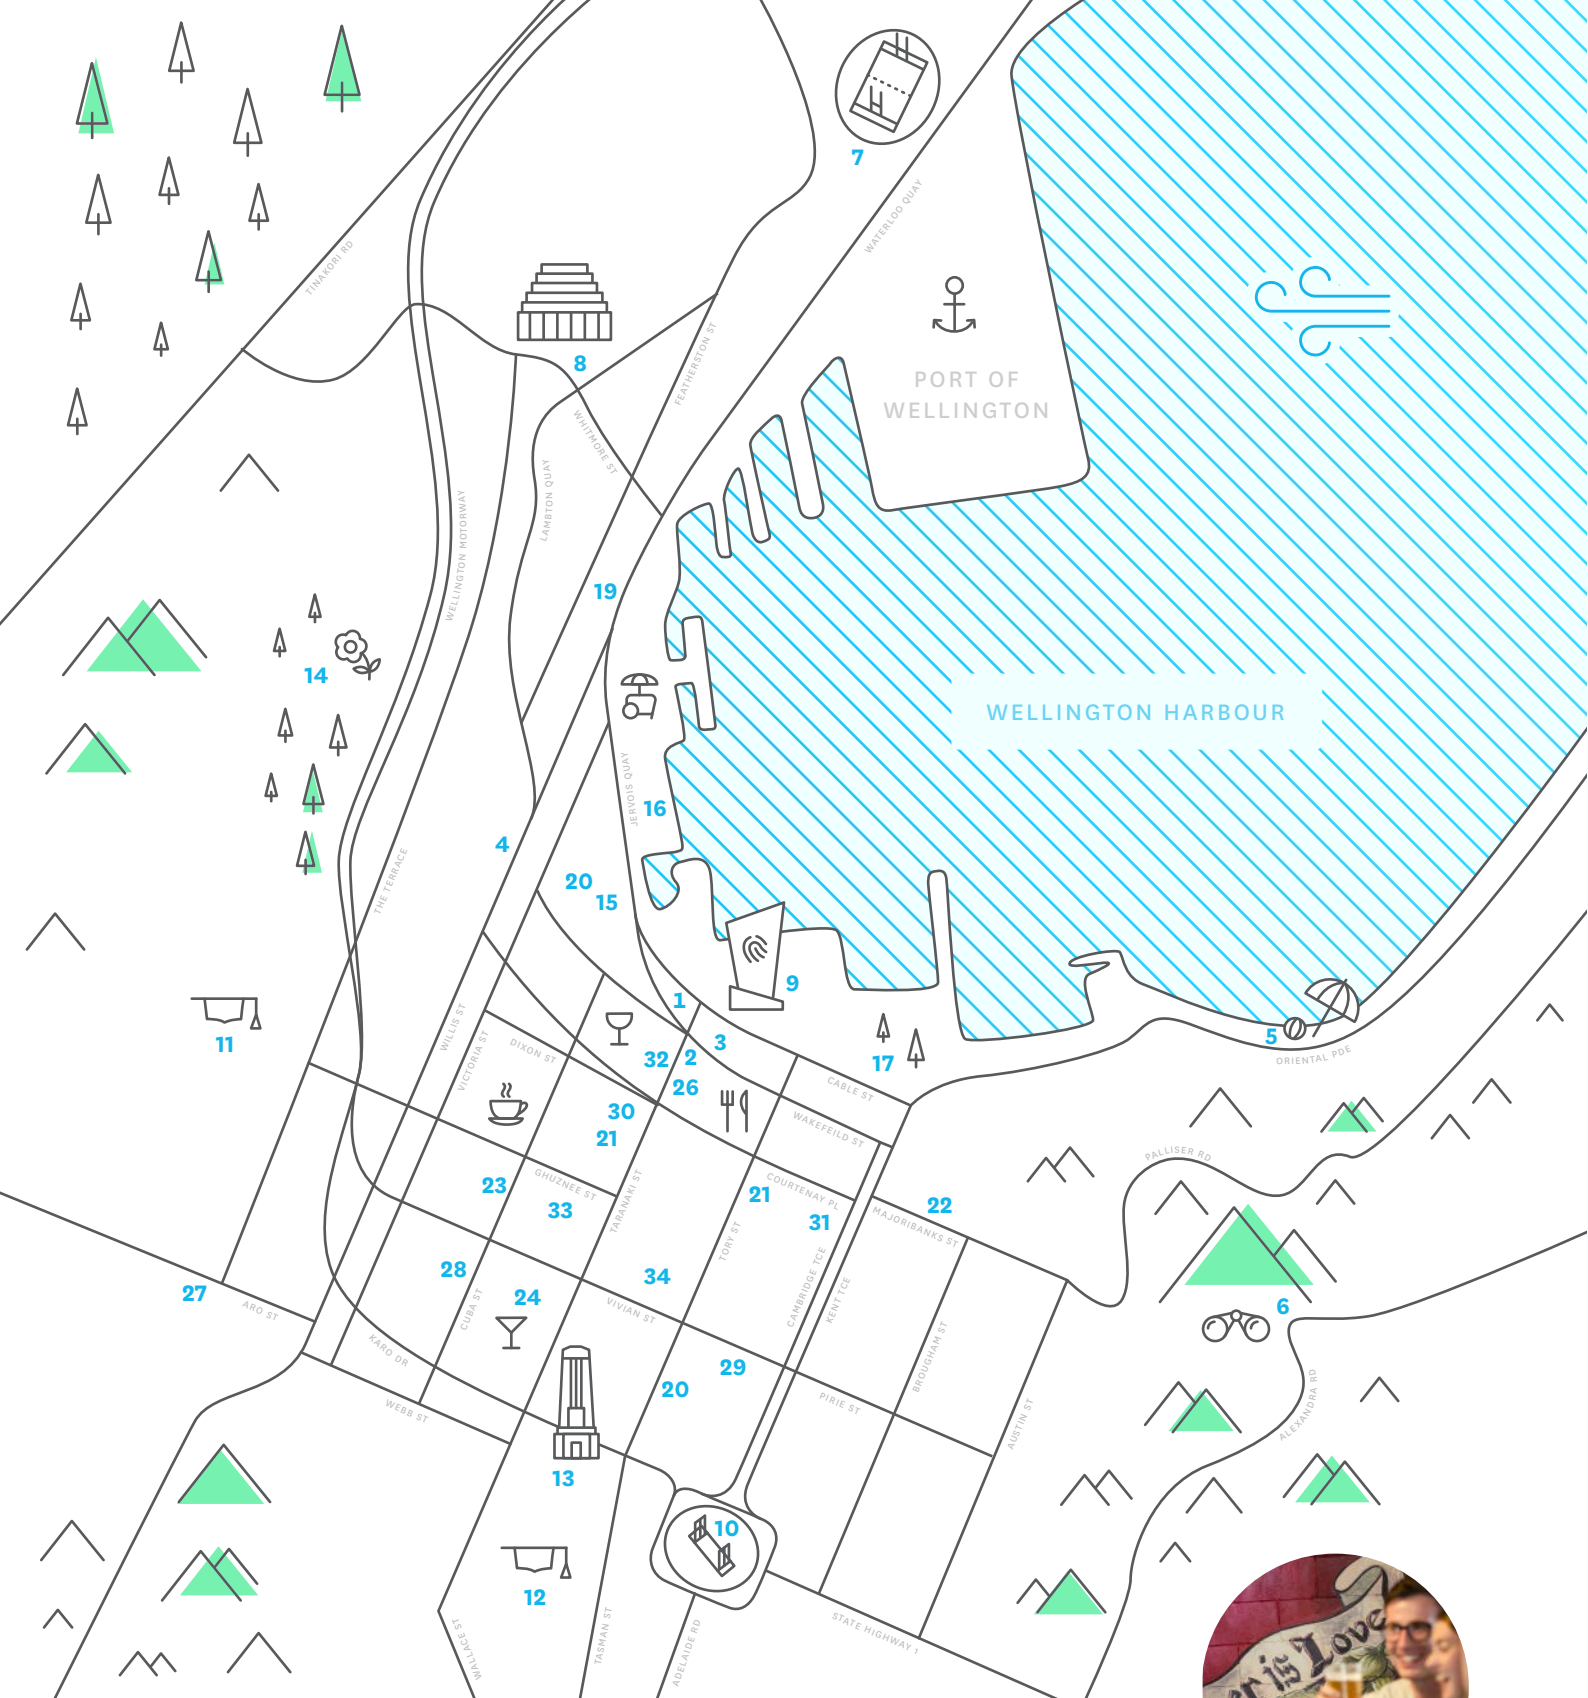 7
WATERLOO QUAY
TINAKORI RD
8
FEATHERSTON ST
PORT OF
WELLINGTON
WHITMORE ST
LAMBTON QUAY
WELLINGTON MOTORWAY
19
14
WELLINGTON HARBOUR
JERVOIS QUAY
16
4
THE TERRACE
20
15
9
1
11
WILLIS ST
VICTORIA ST
DIXON ST
32
2
3
17
5
ORIENTAL PDE
26
CABLE ST
30
21
WAKEFEILD ST
PALLISER RD
23
GHUZNEE ST
33
TARANAKI ST
21
COURTENAY PL
31
22
MAJORIBANKS ST
TORY ST
28
24
34
27
ARO ST
CUBA ST
VIVIAN ST
CAMBRIDGE TCE
KENT TCE
6
KARO DR
29
20
BROUGHAM ST
PIRIE ST
AUSTIN ST
ALEXANDRA RD
WEBB ST
13
10
12
WALLACE ST
TASMAN ST
ADELAIDE RD
STATE HIGHWAY 1
er is Love